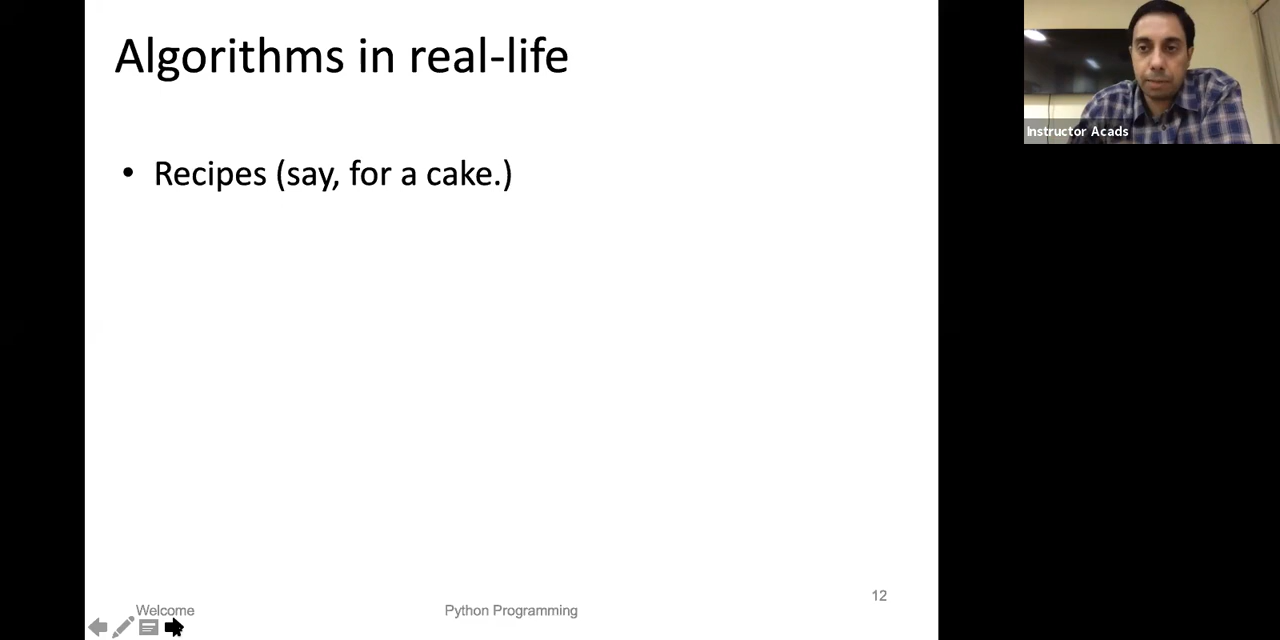 Algorithms in real-life
Instructor Acads
• Recipes (say, for a cake.)
12
Welcome
Python Programming